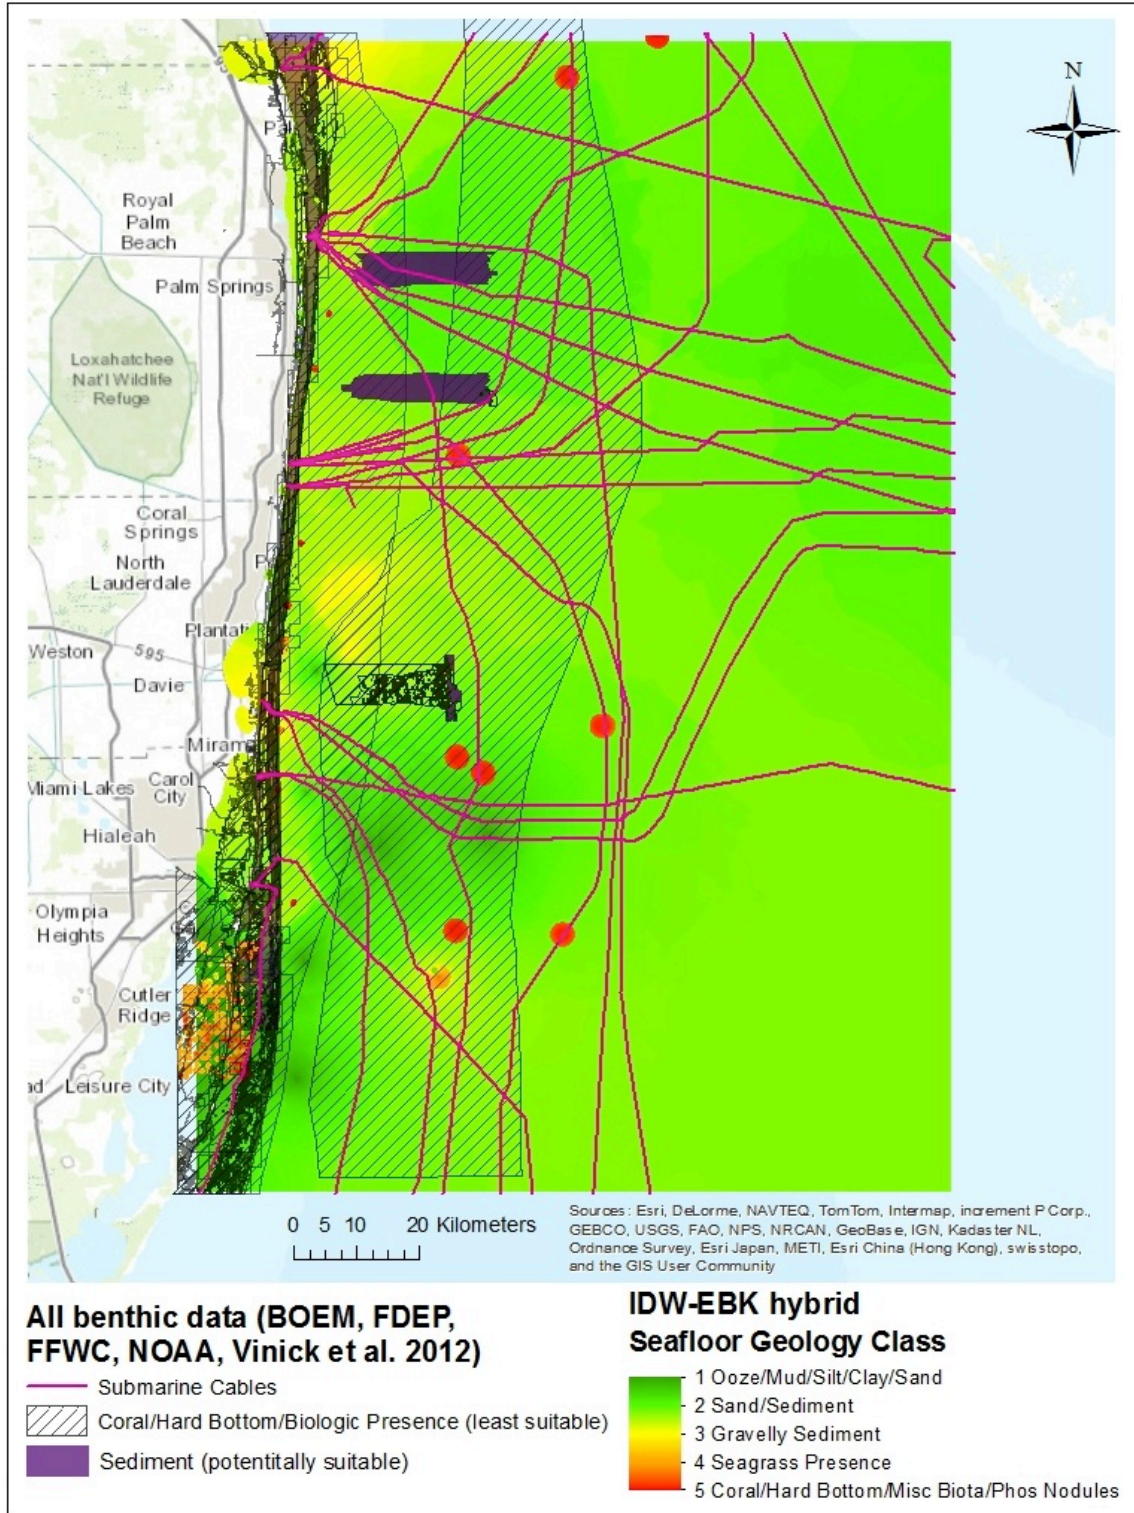 N
95
Pal
Royal
Palm
Beach
Palm Springs
Loxahatchee
Nat'l Wildlife
Refuge
Coral
Springs
North
Lauderdale
Plantati
Weston
595
Davie
Miram
Miami Lakes
Carol
City
Hialeah
Olympia
Heights
Cutler
Ridge
ad
Leisure City
0 5 10 20 Kilometers
Sources: Esri, DeLorme, NAVTEQ, TomTom, Intermap, increment P Corp.,
GEBCO, USGS, FAO, NPS, NRCAN, GeoBase, IGN, Kadaster NL,
Ordnance Survey, Esri Japan, METI, Esri China (Hong Kong), swisstopo,
and the GIS User Community
All benthic data (BOEM, FDEP,
FFWC, NOAA, Vinick et al. 2012)
Submarine Cables
Coral/Hard Bottom/Biologic Presence (least suitable)
Sediment (potentitally suitable)
IDW-EBK hybrid
Seafloor Geology Class
1 Ooze/Mud/Silt/Clay/Sand
2 Sand/Sediment
3 Gravelly Sediment
4 Seagrass Presence
5 Coral/Hard Bottom/Misc Biota/Phos Nodules